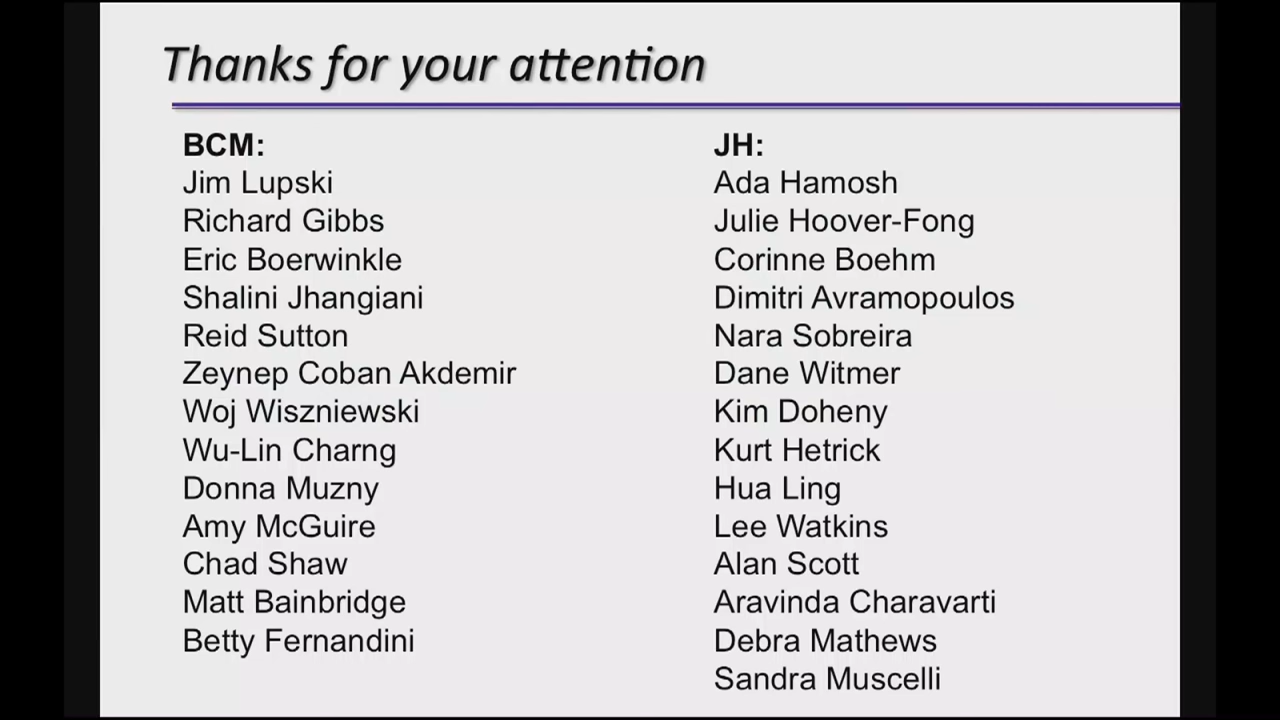 Thanks for your attention
BCM:
Jim Lupski
Richard Gibbs
Eric Boerwinkle
Shalini Jhangiani
Reid Sutton
Zeynep Coban Akdemir
Woj Wiszniewski
Wu-Lin Charng
Donna Muzny
Amy McGuire
Chad Shaw
Matt Bainbridge
Betty Fernandini
JH:
Ada Hamosh
Julie Hoover-Fong
Corinne Boehm
Dimitri Avramopoulos
Nara Sobreira
Dane Witmer
Kim Doheny
Kurt Hetrick
Hua Ling
Lee Watkins
Alan Scott
Aravinda Charavarti
Debra Mathews
Sandra Muscelli